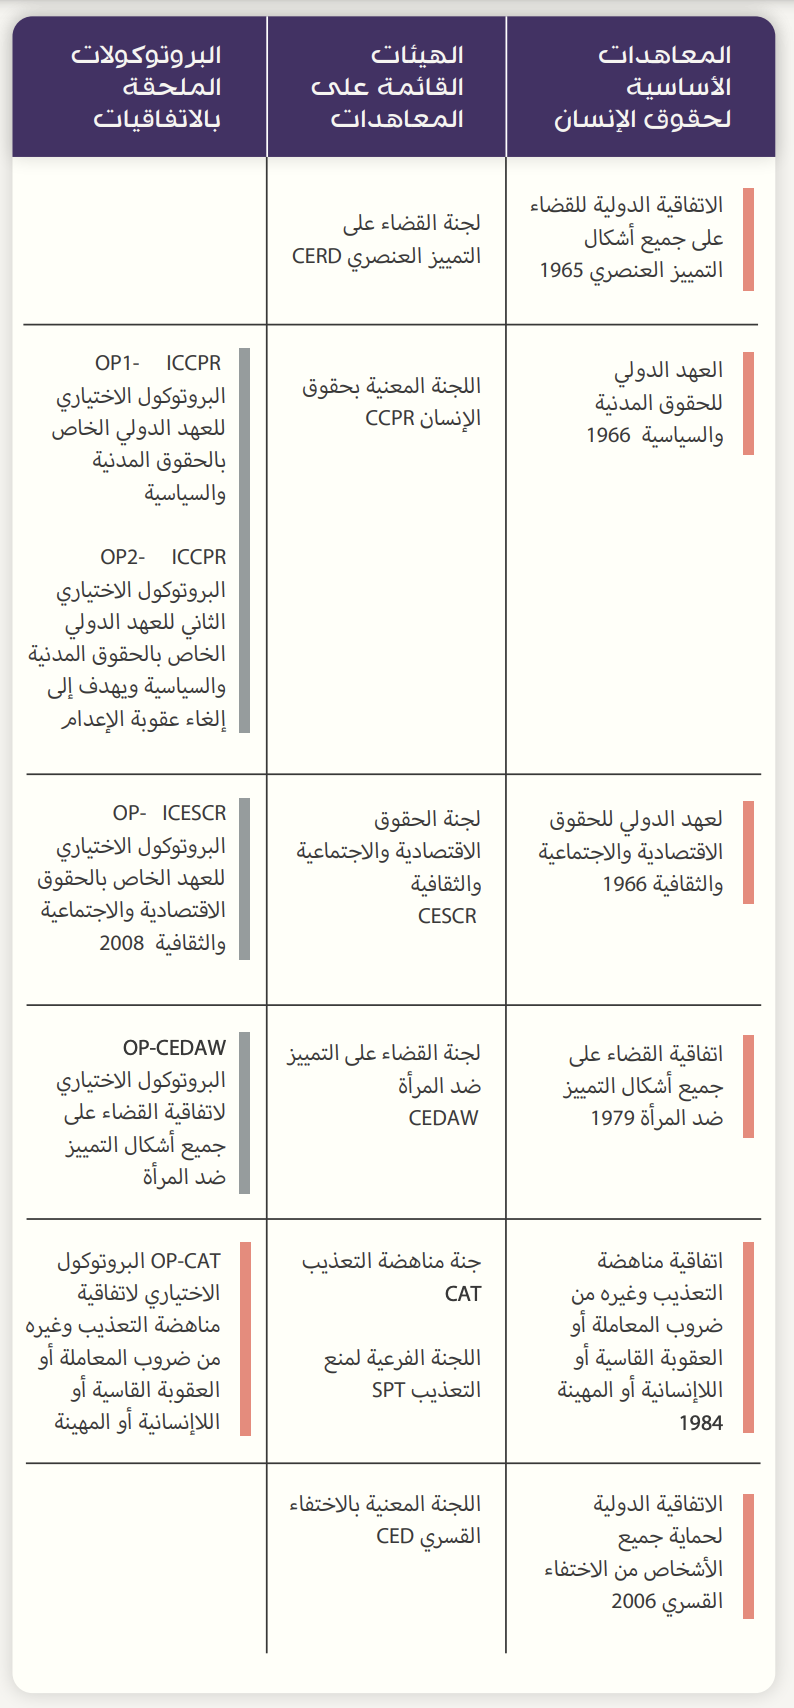 المعاهدات
الأساسية
لحقوق الإنسان
الهيئات
القائمة على
المعاهدات
البروتوكولات
الملحقة
بالاتفاقيات
الاتفاقية الدولية للقضاء
على جميع أشكال
التمييز العنصري 1965
لجنة القضاء على
التمييز العنصري CERD
العهد الدولي
للحقوق المدنية
والسياسية 1966
اللجنة المعنية بحقوق
الإنسان CCPR
OP1- ICCPR
البروتوكول الاختياري
للعهد الدولي الخاص
بالحقوق المدنية
والسياسية
OP2- ICCPR
البروتوكول الاختياري
الثاني للعهد الدولي
الخاص بالحقوق المدنية
والسياسية ويهدف إلى
إلغاء عقوبة الإعدام
لعهد الدولي للحقوق
الاقتصادية والاجتماعية
والثقافية 1966
لجنة الحقوق
الاقتصادية والاجتماعية
والثقافية
CESCR
OP- ICESCR
البروتوكول الاختياري
للعهد الخاص بالحقوق
الاقتصادية والاجتماعية
والثقافية 2008
اتفاقية القضاء على
جميع أشكال التمييز
ضد المرأة 1979
لجنة القضاء على التمييز
ضد المرأة
CEDAW
OP-CEDAW
البروتوكول الاختياري
لاتفاقية القضاء على
جميع أشكال التمييز
ضد المرأة
اتفاقية مناهضة
التعذيب وغيره من
ضروب المعاملة أو
العقوبة القاسية أو
اللاإنسانية أو المهينة
1984
جنة مناهضة التعذيب
CAT
اللجنة الفرعية لمنع
التعذيب SPT
OP-CAT البروتوكول
الاختياري لاتفاقية
مناهضة التعذيب وغيره
من ضروب المعاملة أو
العقوبة القاسية أو
اللاإنسانية أو المهينة
الاتفاقية الدولية
لحماية جميع
الأشخاص من الاختفاء
القسري 2006
اللجنة المعنية بالاختفاء
القسري CED